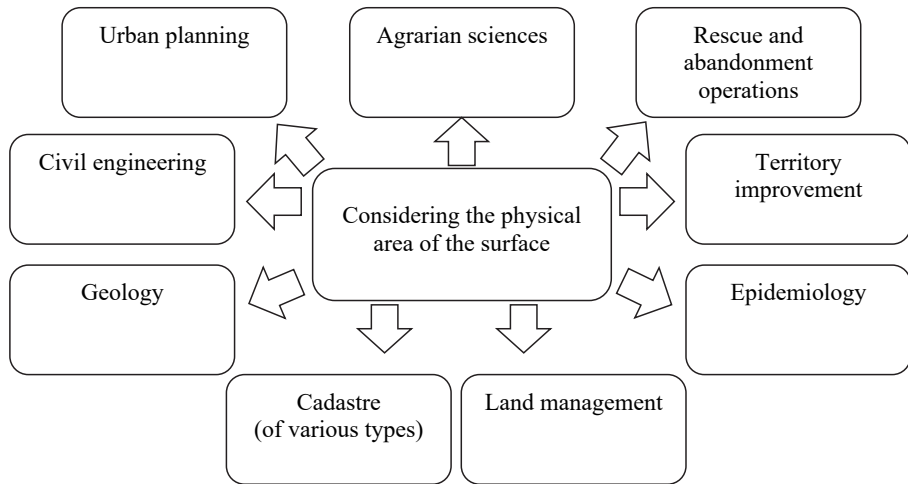 Urban planning
Agrarian sciences
Rescue and
abandonment
operations
Civil engineering
Considering the physical
area of the surface
Territory
improvement
Geology
Epidemiology
Cadastre
(of various types)
Land management